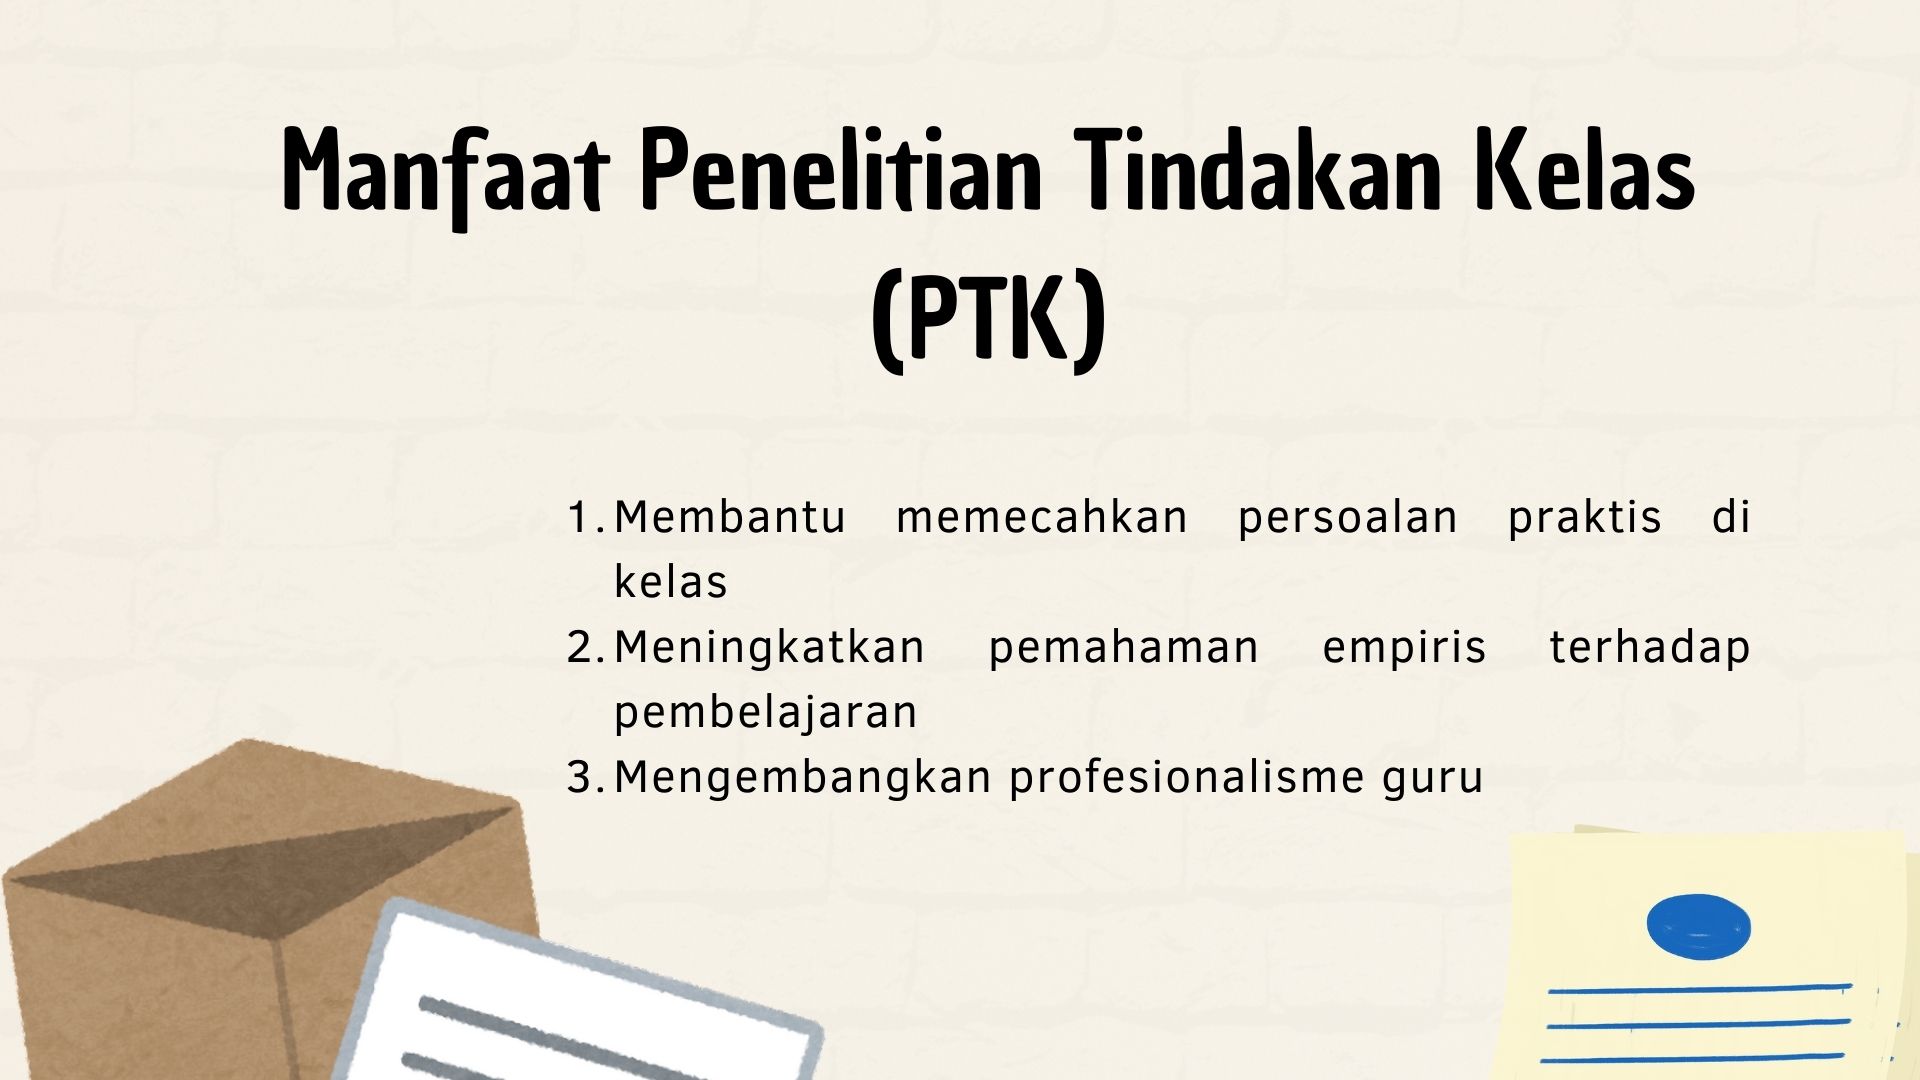 Manfaat Penelitian Tindakan Kelas
(PTK)
1. Membantu memecahkan persoalan praktis di
kelas
2. Meningkatkan pemahaman empiris terhadap
pembelajaran
3. Mengembangkan profesionalisme guru